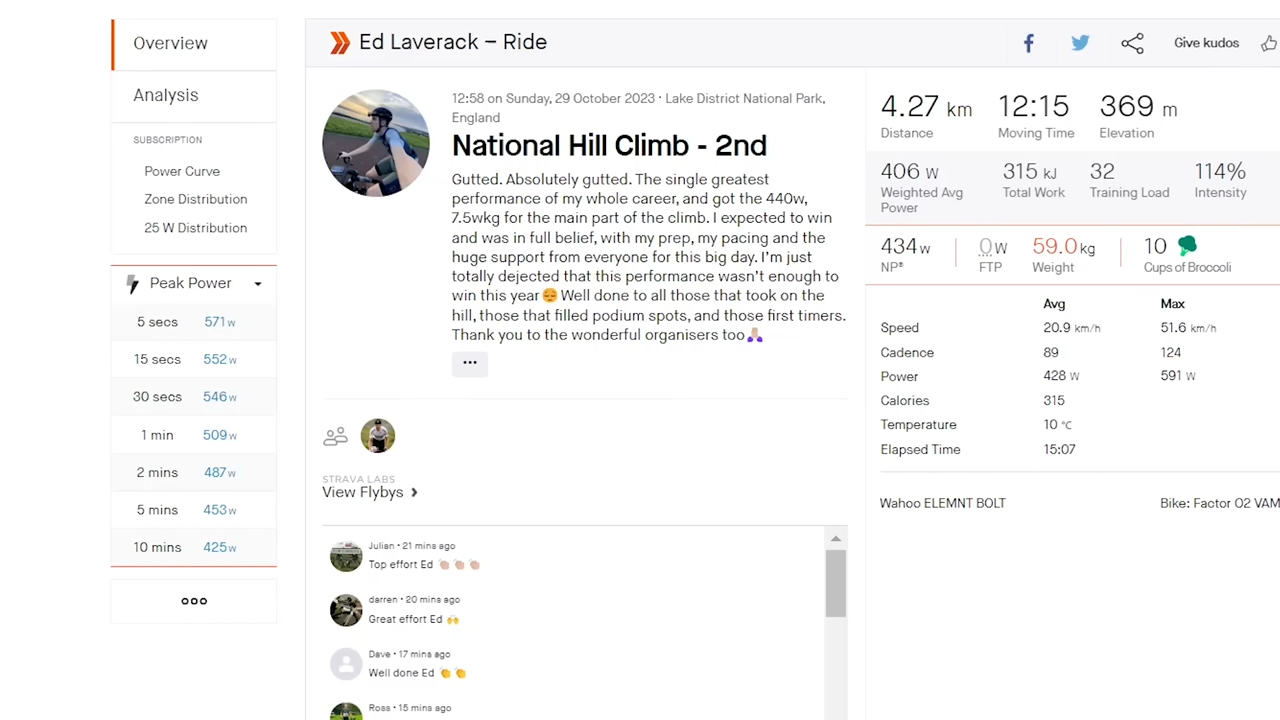 Overview
Analysis
SUBSCRIPTION
Power Curve
Zone Distribution
25 W Distribution
Peak Power
5 secs 571 w
15 secs 552 w
30 secs 546 w
1 min 509 w
2 mins 487 w
5 mins 453 w
10 mins 425 w
Ed Laverack – Ride
Give kudos
12:58 on Sunday, 29 October 2023 · Lake District National Park,
England
National Hill Climb - 2nd
Gutted. Absolutely gutted. The single greatest
performance of my whole career, and got the 440w,
7.5wkg for the main part of the climb. I expected to win
and was in full belief, with my prep, my pacing and the
huge support from everyone for this big day. I'm just
totally dejected that this performance wasn't enough to
win this year😔 Well done to all those that took on the
hill, those that filled podium spots, and those first timers.
Thank you to the wonderful organisers too🙏🏼
STRAVA LABS
View Flybys
Julian • 21 mins ago
Top effort Ed 👏🏼 👏🏼 👏🏼
darren • 20 mins ago
Great effort Ed 🙌
Dave • 17 mins ago
Well done Ed 👏 👏
Ross • 15 mins ago
4.27 km 12:15 369 m
Distance Moving Time Elevation
406 W 315 kJ 32 114%
Weighted Avg Power Total Work Training Load Intensity
434w 0W 59.0kg 10 🥦
NP® FTP Weight Cups of Broccoli
Avg Max
Speed 20.9 km/h 51.6 km/h
Cadence 89 124
Power 428 W 591 W
Calories 315
Temperature 10 ℃
Elapsed Time 15:07
Wahoo ELEMNT BOLT Bike: Factor O2 VAM